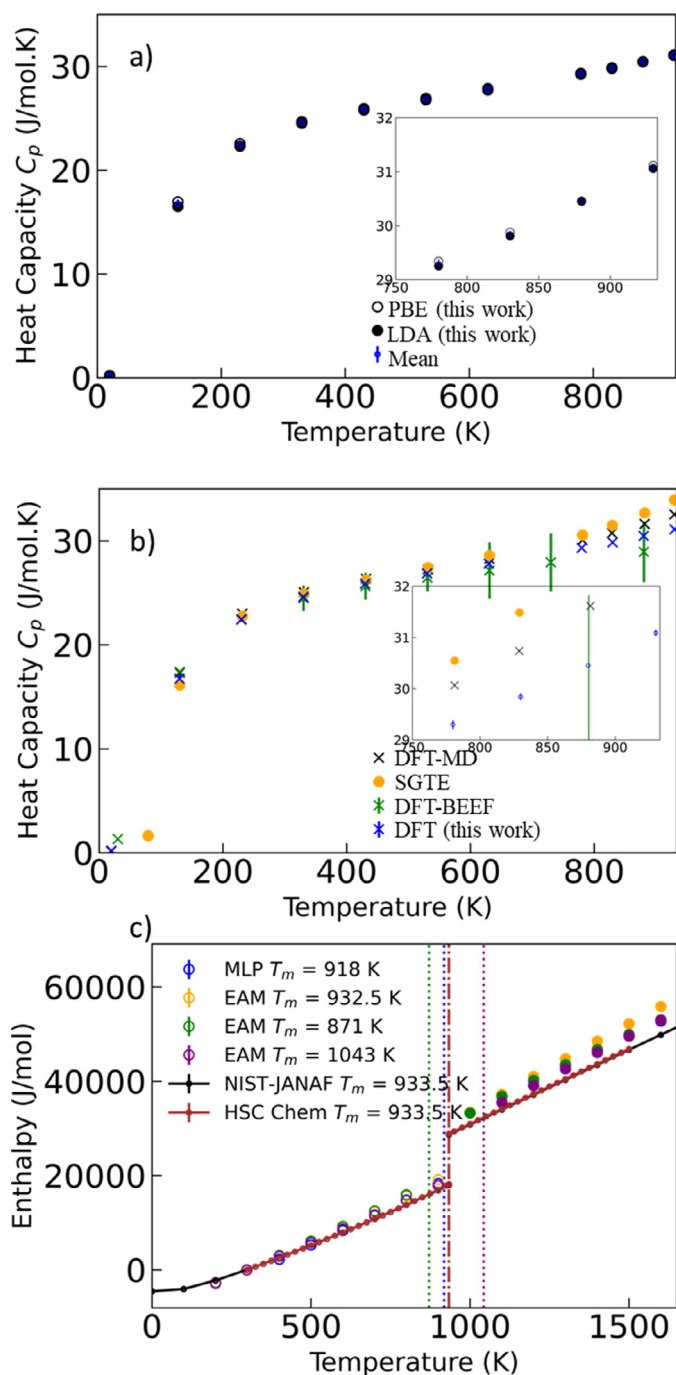 a)
Heat Capacity Cp (J/mol.K)
30
20
10
0
32
31
30
29
750 800 850 900
PBE (this work)
LDA (this work)
Mean
0 200 400 600 800
Temperature (K)
b)
Heat Capacity Cp (J/mol.K)
30
20
10
0
32
31
30
29
750 800 850 900
DFT-MD
SGTE
DFT-BEEF
DFT (this work)
0 200 400 600 800
Temperature (K)
c)
Enthalpy (J/mol)
60000
40000
20000
0
MLP Tm = 918 K
EAM Tm = 932.5 K
EAM Tm = 871 K
EAM Tm = 1043 K
NIST-JANAF Tm = 933.5 K
HSC Chem Tm = 933.5 K
0 500 1000 1500
Temperature (K)